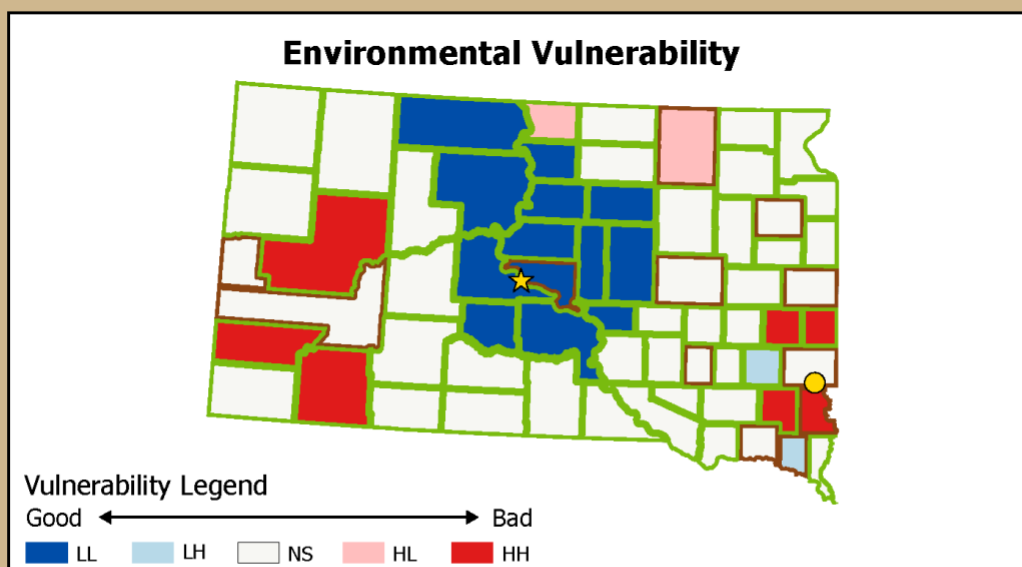 Environmental Vulnerability
Vulnerability Legend
Good Bad
LL LH NS HL HH